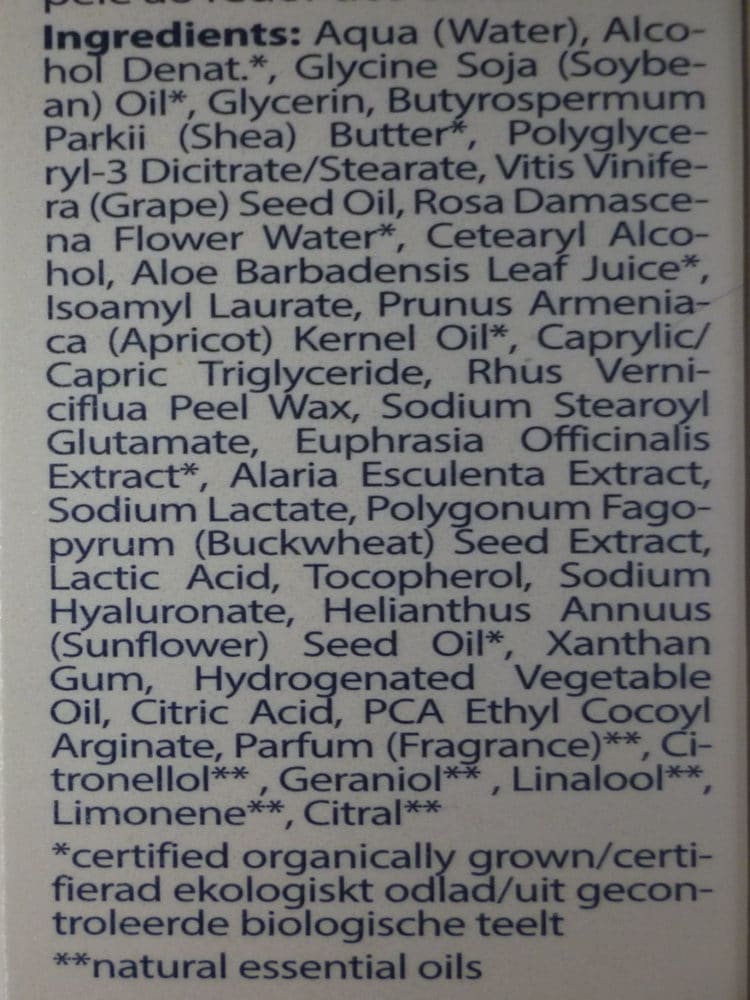 Ingredients: Aqua (Water), Alco-
hol Denat.*, Glycine Soja (Soybe-
an) Oil*, Glycerin, Butyrospermum
Parkii (Shea) Butter*, Polyglyce-
ryl-3 Dicitrate/Stearate, Vitis Vinife-
ra (Grape) Seed Oil, Rosa Damasce-
na Flower Water*, Cetearyl Alco-
hol, Aloe Barbadensis Leaf Juice*,
Isoamyl Laurate, Prunus Armenia-
ca (Apricot) Kernel Oil*, Caprylic/
Capric Triglyceride, Rhus Verni-
ciflua Peel Wax, Sodium Stearoyl
Glutamate, Euphrasia Officinalis
Extract*, Alaria Esculenta Extract,
Sodium Lactate, Polygonum Fago-
pyrum (Buckwheat) Seed Extract,
Lactic Acid, Tocopherol, Sodium
Hyaluronate, Helianthus Annuus
(Sunflower) Seed Oil*, Xanthan
Gum, Hydrogenated Vegetable
Oil, Citric Acid, PCA Ethyl Cocoyl
Arginate, Parfum (Fragrance)**, Ci-
tronellol** , Geraniol** , Linalool**,
Limonene**, Citral**
*certified organically grown/certi-
fierad ekologiskt odlad/uit gecon-
troleerde biologische teelt
**natural essential oils